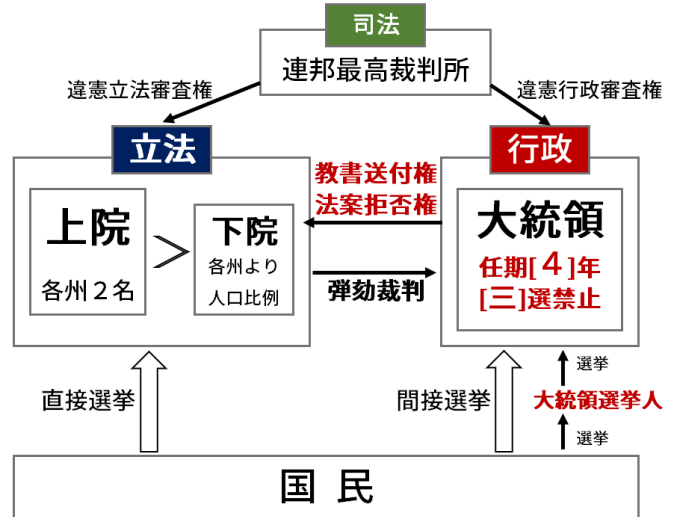 司法
連邦最高裁判所
違憲立法審査権
違憲行政審査権
立法
行政
教書送付権
法案拒否権
上院
各州２名
＞
下院
各州より
人口比例
大統領
任期[４]年
[三]選禁止
弾劾裁判
直接選挙
間接選挙
選挙
大統領選挙人
選挙
国民